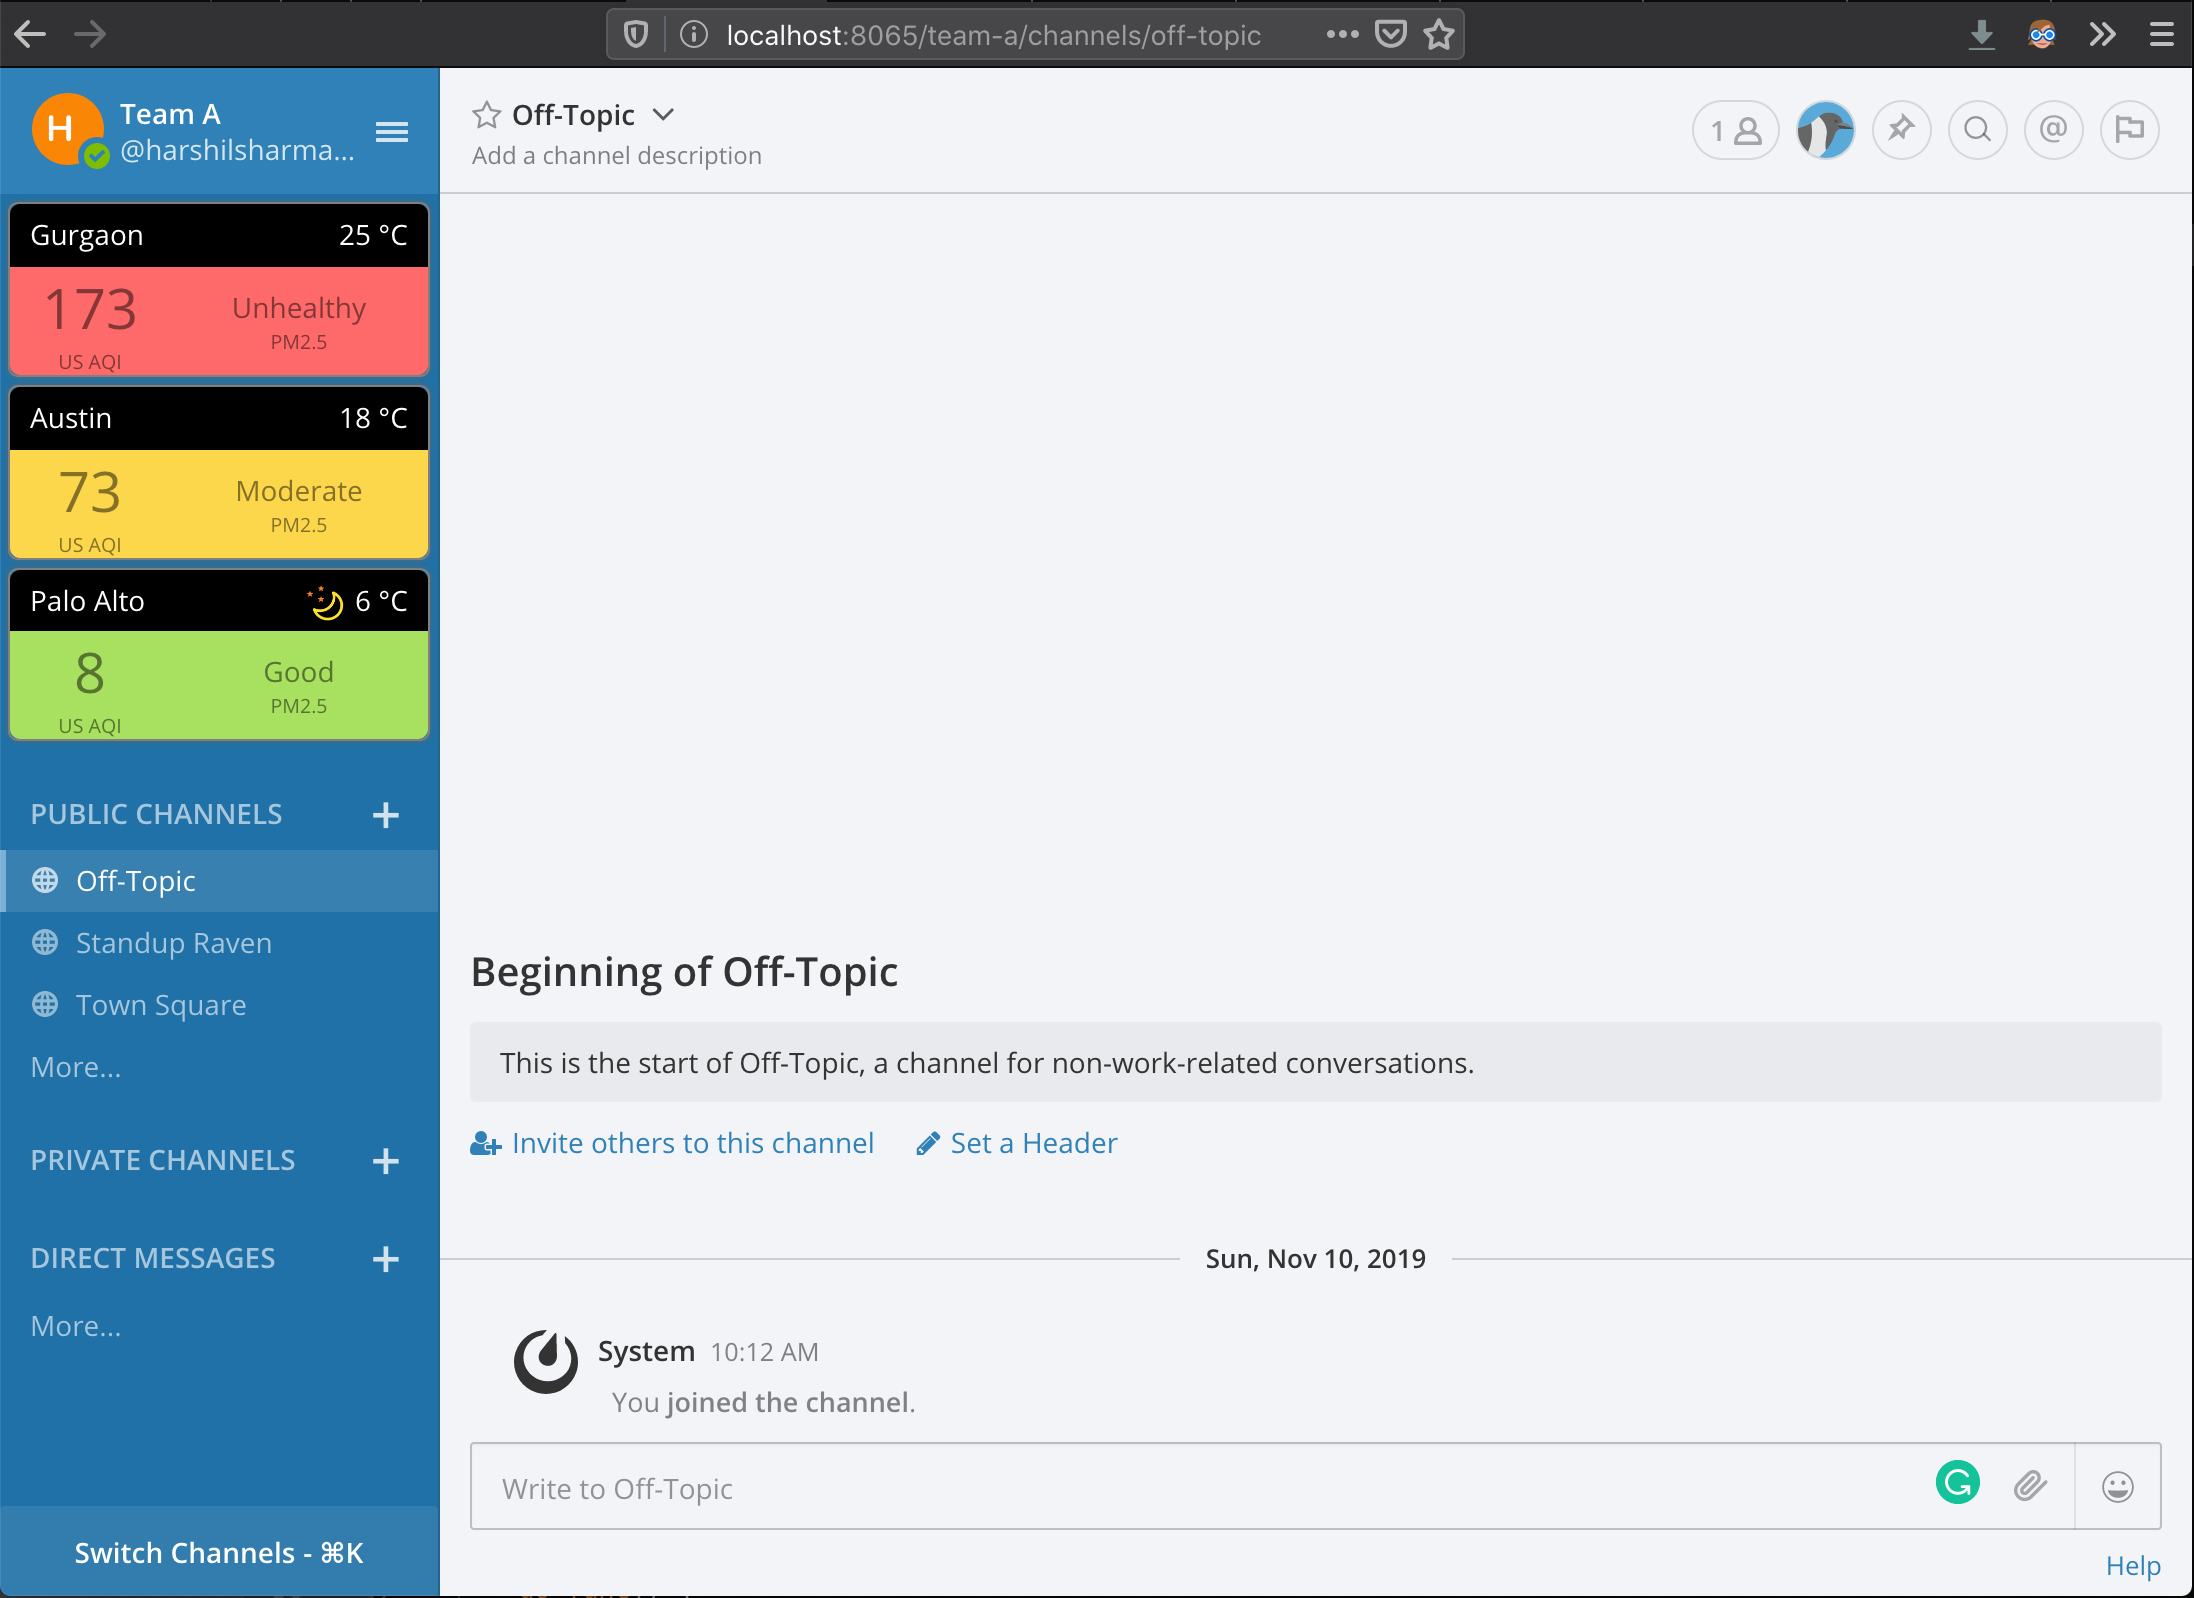 localhost:8065/team-a/channels/off-topic
H
Team A
@harshilsharma...
Gurgaon 25 °C
173 Unhealthy
PM2.5
US AQI
Austin 18 °C
73 Moderate
PM2.5
US AQI
Palo Alto 6 °C
8 Good
PM2.5
US AQI
PUBLIC CHANNELS +
Off-Topic
Standup Raven
Town Square
More...
PRIVATE CHANNELS +
DIRECT MESSAGES +
More...
Switch Channels - ⌘K
Off-Topic
Add a channel description
1
@
Beginning of Off-Topic
This is the start of Off-Topic, a channel for non-work-related conversations.
Invite others to this channel Set a Header
Sun, Nov 10, 2019
System 10:12 AM
You joined the channel.
Write to Off-Topic
G
Help